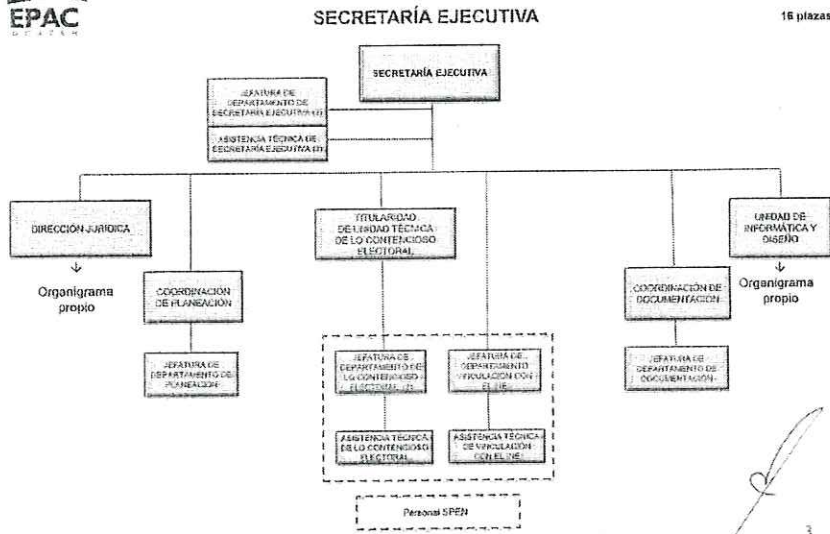 EPAC
SECRETARÍA EJECUTIVA
16 plazas
SECRETARÍA EJECUTIVA
JEFATURA DE
DEPARTAMENTO DE
SECRETARÍA EJECUTIVA
ASISTENCIA TÉCNICA DE
SECRETARÍA EJECUTIVA
DIRECCIÓN JURÍDICA
Organigrama
propio
COORDINACIÓN
DE PLANEACIÓN
JEFATURA DE
DEPARTAMENTO DE
PLANEACIÓN
TITULARIDAD
DE UNIDAD TÉCNICA
DE LO CONTENCIOSO
ELECTORAL
JEFATURA DE
DEPARTAMENTO DE
LO CONTENCIOSO
ELECTORAL (2)
ASISTENCIA TÉCNICA
DE LO CONTENCIOSO
ELECTORAL
JEFATURA DE
DEPARTAMENTO
VINCULACIÓN CON
EL INE
ASISTENCIA TÉCNICA
DE VINCULACIÓN
CON EL INE
COORDINACIÓN DE
DOCUMENTACIÓN
JEFATURA DE
DEPARTAMENTO DE
DOCUMENTACIÓN
UNIDAD DE
INFORMÁTICA Y
DISEÑO
Organigrama
propio
Personal SPEN
3